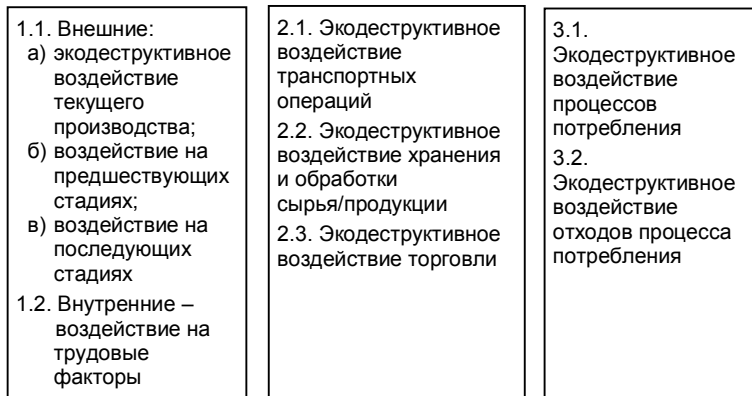 1.1. Внешние:
а) экодеструктивное
воздействие
текущего
производства;
б) воздействие на
предшествующих
стадиях;
в) воздействие на
последующих
стадиях
1.2. Внутренние –
воздействие на
трудовые
факторы
2.1. Экодеструктивное
воздействие
транспортных
операций
2.2. Экодеструктивное
воздействие хранения
и обработки
сырья/продукции
2.3. Экодеструктивное
воздействие торговли
3.1.
Экодеструктивное
воздействие
процессов
потребления
3.2.
Экодеструктивное
воздействие
отходов процесса
потребления